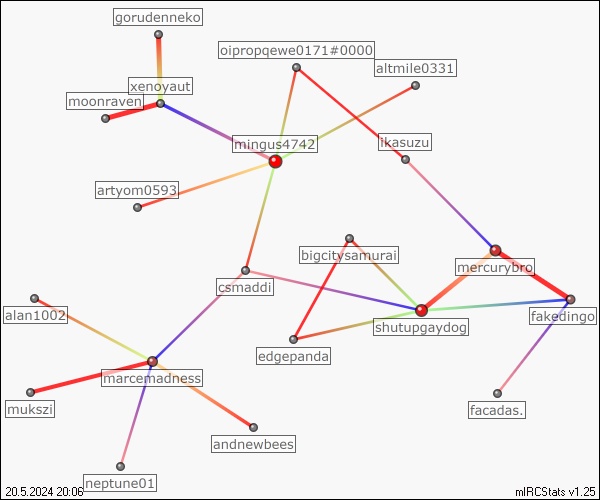 gorudenneko
oipropqewe0171#0000
altmile0331
xenoyaut
moonraven
mingus4742
ikasuzu
artyom0593
bigcitysamurai
mercurybro
csmaddi
alan1002
shutupgaydog
fakedingo
edgepanda
marcemadness
mukszi
facadas.
andnewbees
neptune01
20.5.2024 20:06
mIRCStats v1.25